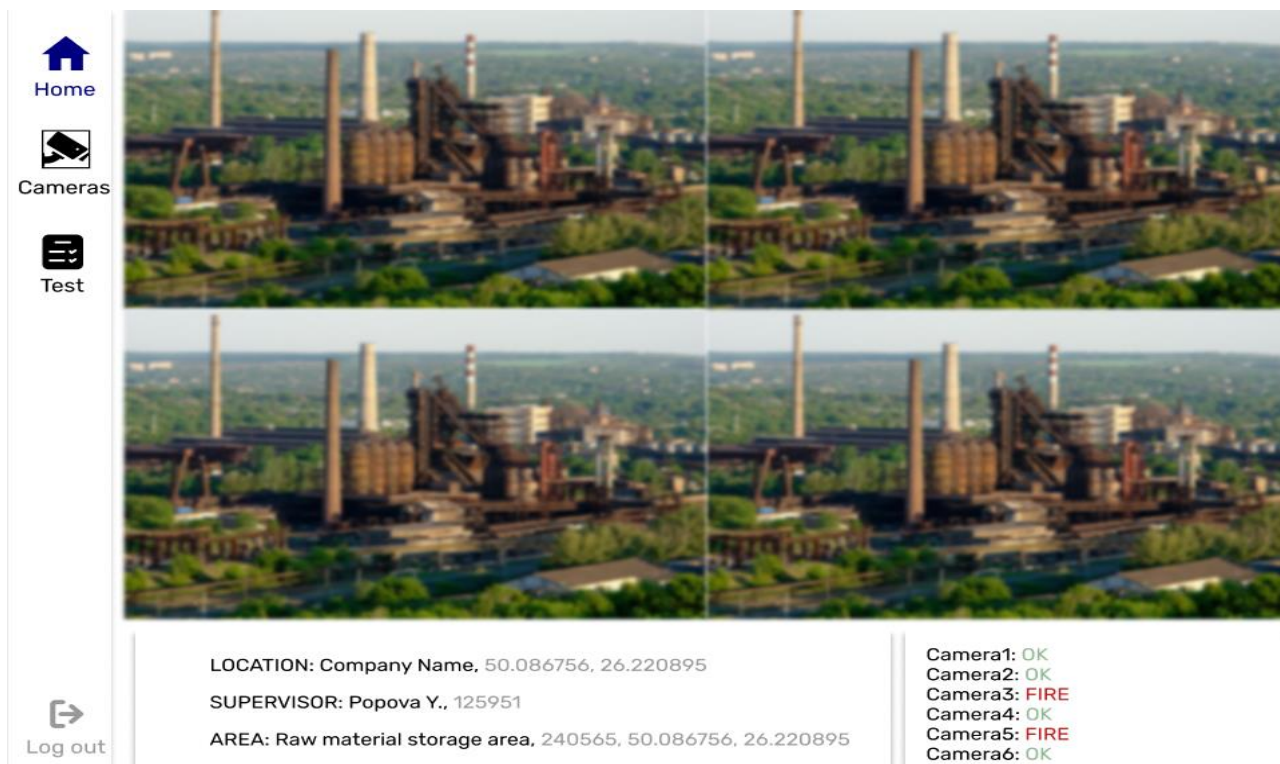 Home
Cameras
Test
Log out
LOCATION: Company Name, 50.086756, 26.220895
SUPERVISOR: Popova Y., 125951
AREA: Raw material storage area, 240565, 50.086756, 26.220895
Camera1: OK
Camera2: OK
Camera3: FIRE
Camera4: OK
Camera5: FIRE
Camera6: OK